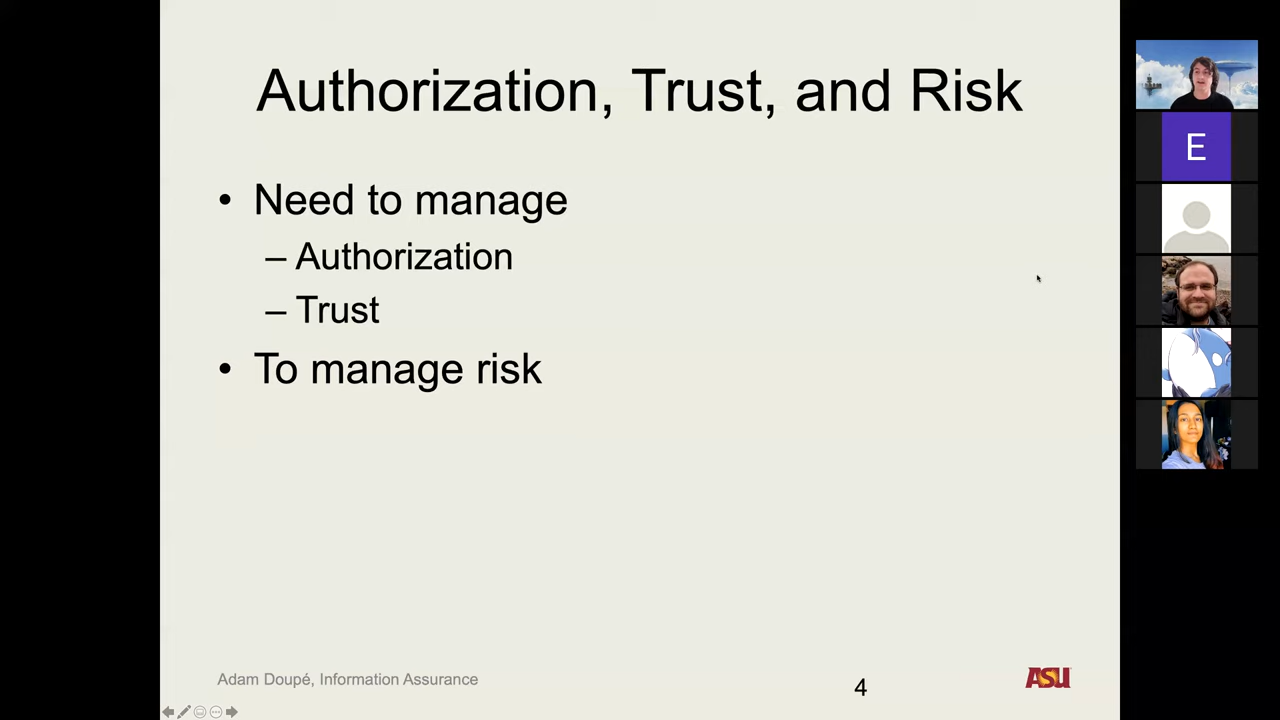 Authorization, Trust, and Risk
• Need to manage
– Authorization
– Trust
• To manage risk
Adam Doupé, Information Assurance
4
ASU
E